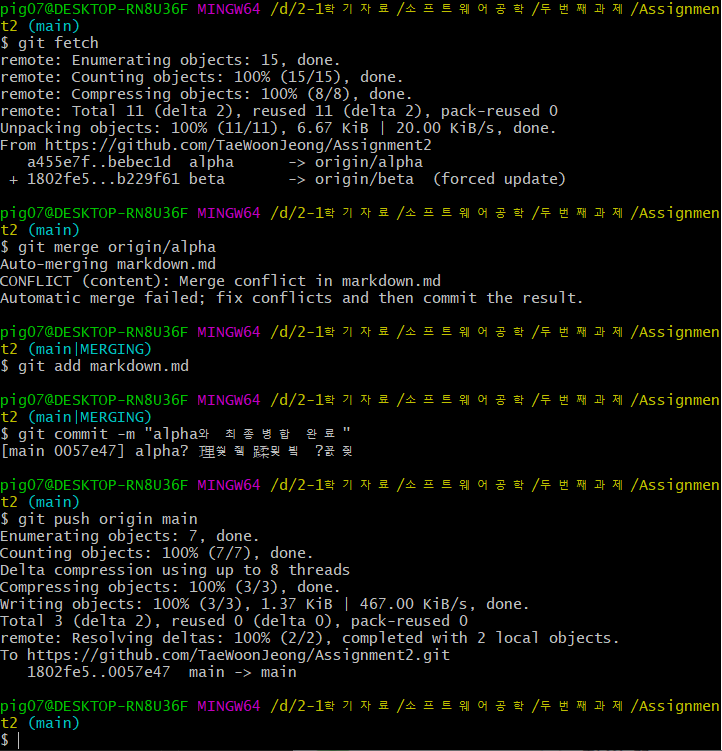 pig07@DESKTOP-RN8U36F MINGW64 /d/2-1학기자료/소프트웨어공학/두번째과제/Assignmen
t2 (main)
$ git fetch
remote: Enumerating objects: 15, done.
remote: Counting objects: 100% (15/15), done.
remote: Compressing objects: 100% (8/8), done.
remote: Total 11 (delta 2), reused 11 (delta 2), pack-reused 0
Unpacking objects: 100% (11/11), 6.67 KiB | 20.00 KiB/s, done.
From https://github.com/TaeWoonJeong/Assignment2
   a455e7f..bebec1d  alpha      -> origin/alpha
 + 1802fe5...b229f61 beta       -> origin/beta  (forced update)
pig07@DESKTOP-RN8U36F MINGW64 /d/2-1학기자료/소프트웨어공학/두번째과제/Assignmen
t2 (main)
$ git merge origin/alpha
Auto-merging markdown.md
CONFLICT (content): Merge conflict in markdown.md
Automatic merge failed; fix conflicts and then commit the result.
pig07@DESKTOP-RN8U36F MINGW64 /d/2-1학기자료/소프트웨어공학/두번째과제/Assignmen
t2 (main|MERGING)
$ git add markdown.md
pig07@DESKTOP-RN8U36F MINGW64 /d/2-1학기자료/소프트웨어공학/두번째과제/Assignmen
t2 (main|MERGING)
$ git commit -m "alpha와 최종병합 완료"
[main 0057e47] alpha?
pig07@DESKTOP-RN8U36F MINGW64 /d/2-1학기자료/소프트웨어공학/두번째과제/Assignmen
t2 (main)
$ git push origin main
Enumerating objects: 7, done.
Counting objects: 100% (7/7), done.
Delta compression using up to 8 threads
Compressing objects: 100% (3/3), done.
Writing objects: 100% (3/3), 1.37 KiB | 467.00 KiB/s, done.
Total 3 (delta 2), reused 0 (delta 0), pack-reused 0
remote: Resolving deltas: 100% (2/2), completed with 2 local objects.
To https://github.com/TaeWoonJeong/Assignment2.git
   1802fe5..0057e47  main -> main
pig07@DESKTOP-RN8U36F MINGW64 /d/2-1학기자료/소프트웨어공학/두번째과제/Assignmen
t2 (main)
$